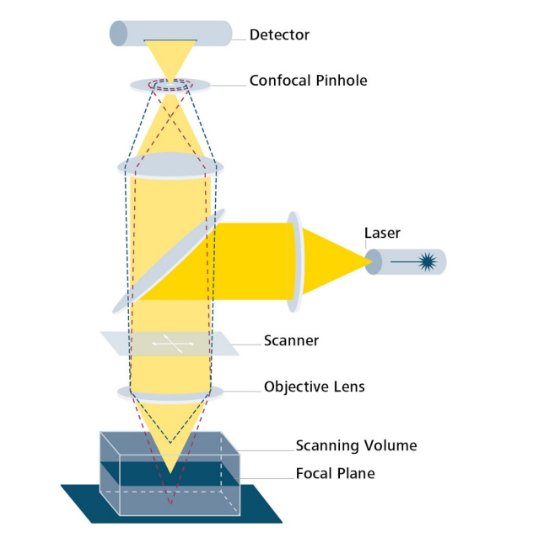 Detector
Confocal Pinhole
Laser
Scanner
Objective Lens
Scanning Volume
Focal Plane